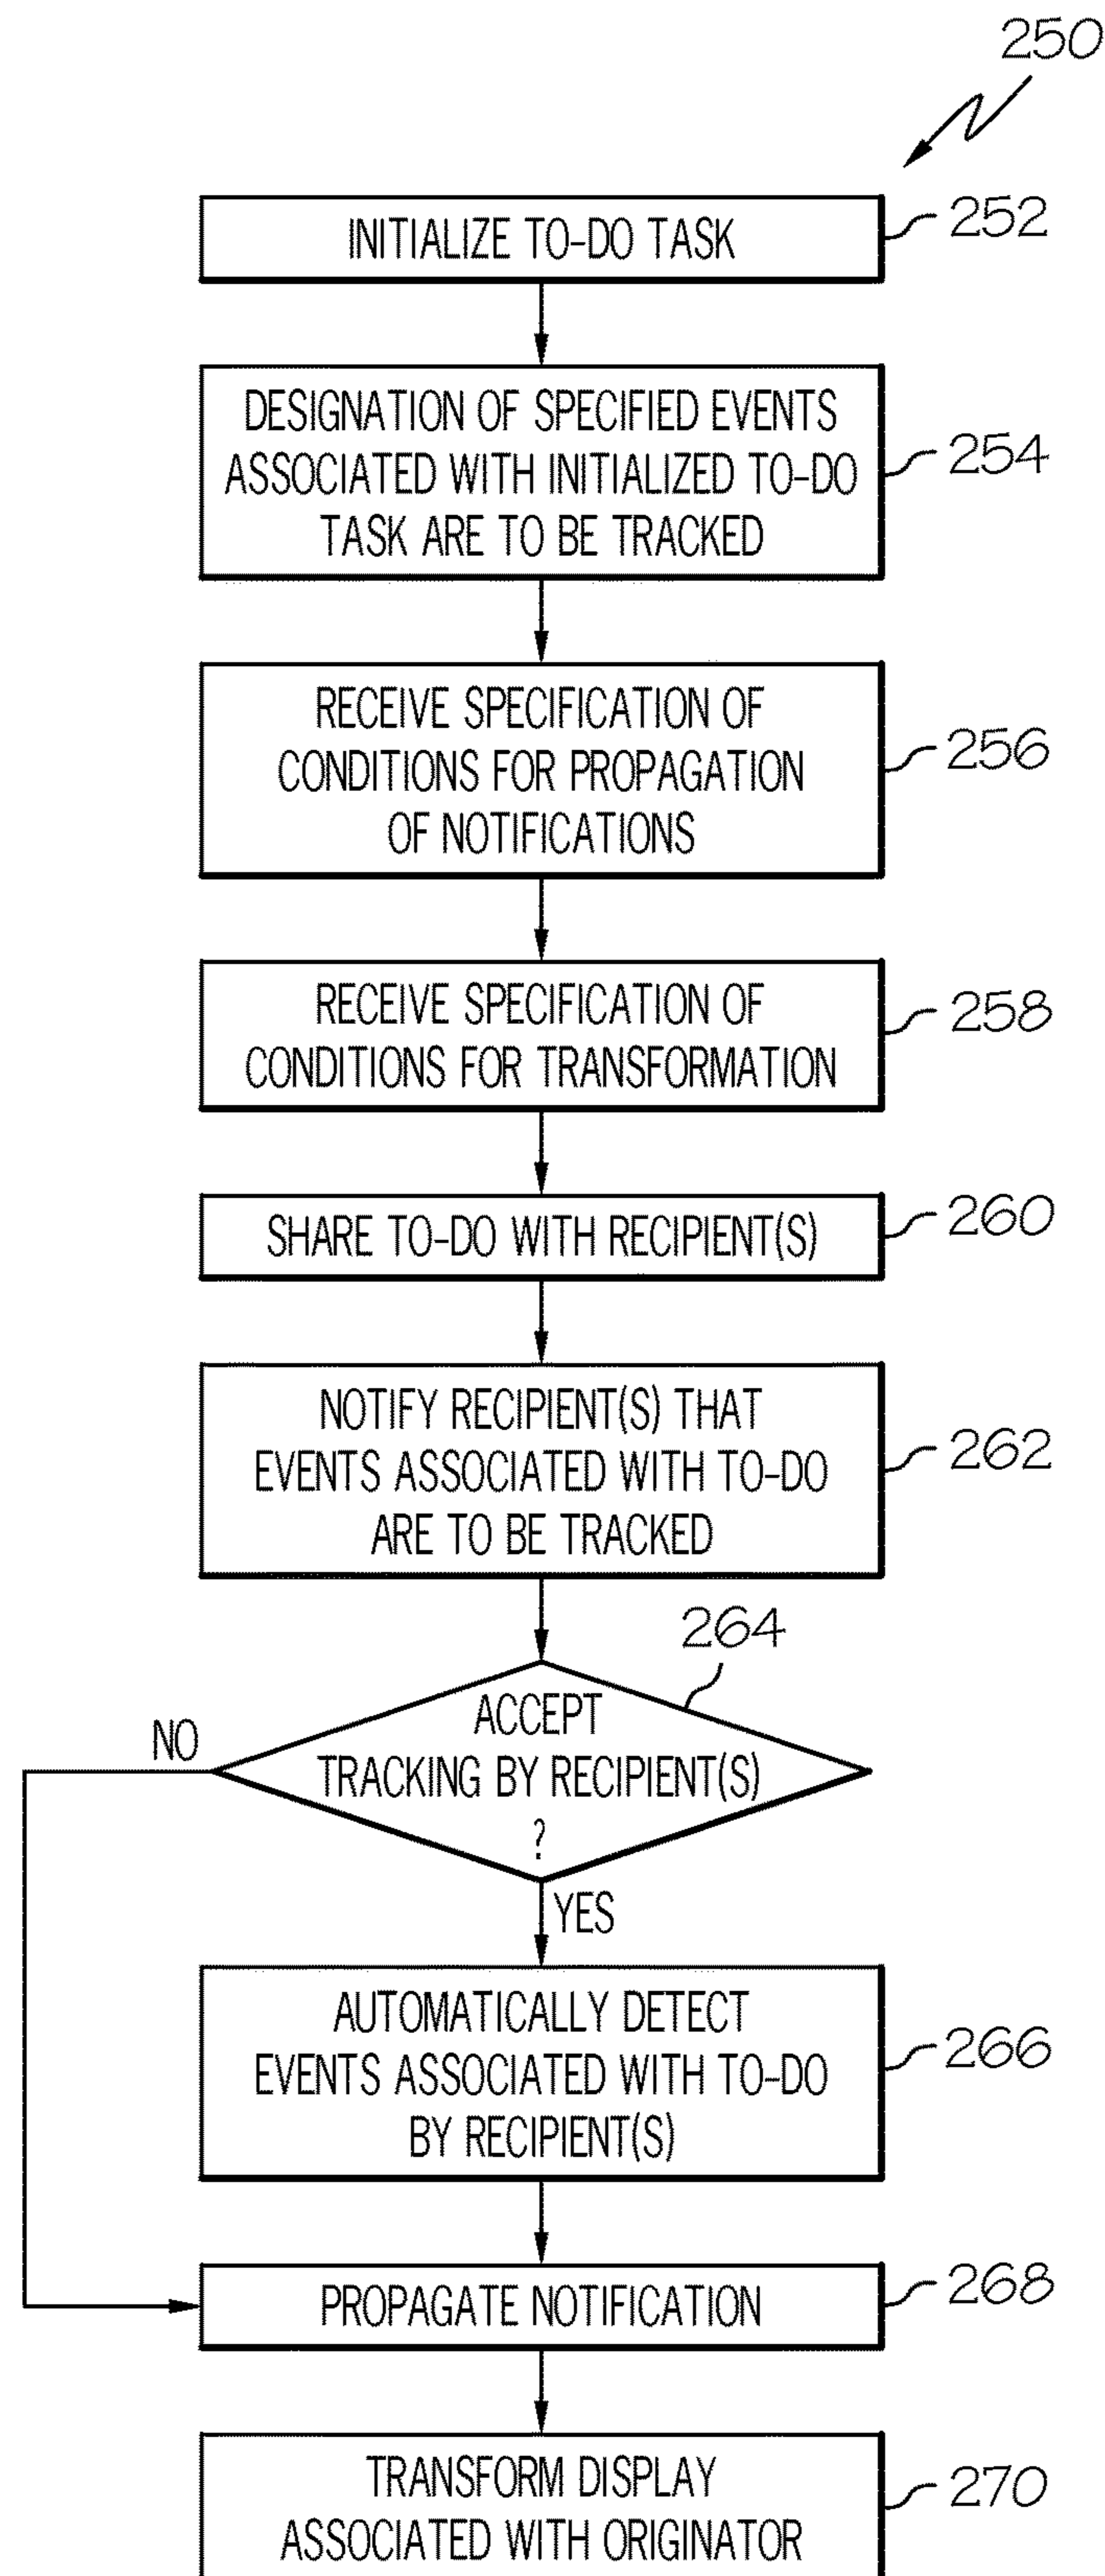 250
INITIALIZE TO-DO TASK
252
DESIGNATION OF SPECIFIED EVENTS
ASSOCIATED WITH INITIALIZED TO-DO
TASK ARE TO BE TRACKED
254
RECEIVE SPECIFICATION OF
CONDITIONS FOR PROPAGATION
OF NOTIFICATIONS
256
RECEIVE SPECIFICATION OF
CONDITIONS FOR TRANSFORMATION
258
SHARE TO-DO WITH RECIPIENT(S)
260
NOTIFY RECIPIENT(S) THAT
EVENTS ASSOCIATED WITH TO-DO
ARE TO BE TRACKED
262
264
ACCEPT
TRACKING BY RECIPIENT(S)
?
NO
YES
AUTOMATICALLY DETECT
EVENTS ASSOCIATED WITH TO-DO
BY RECIPIENT(S)
266
PROPAGATE NOTIFICATION
268
TRANSFORM DISPLAY
ASSOCIATED WITH ORIGINATOR
270